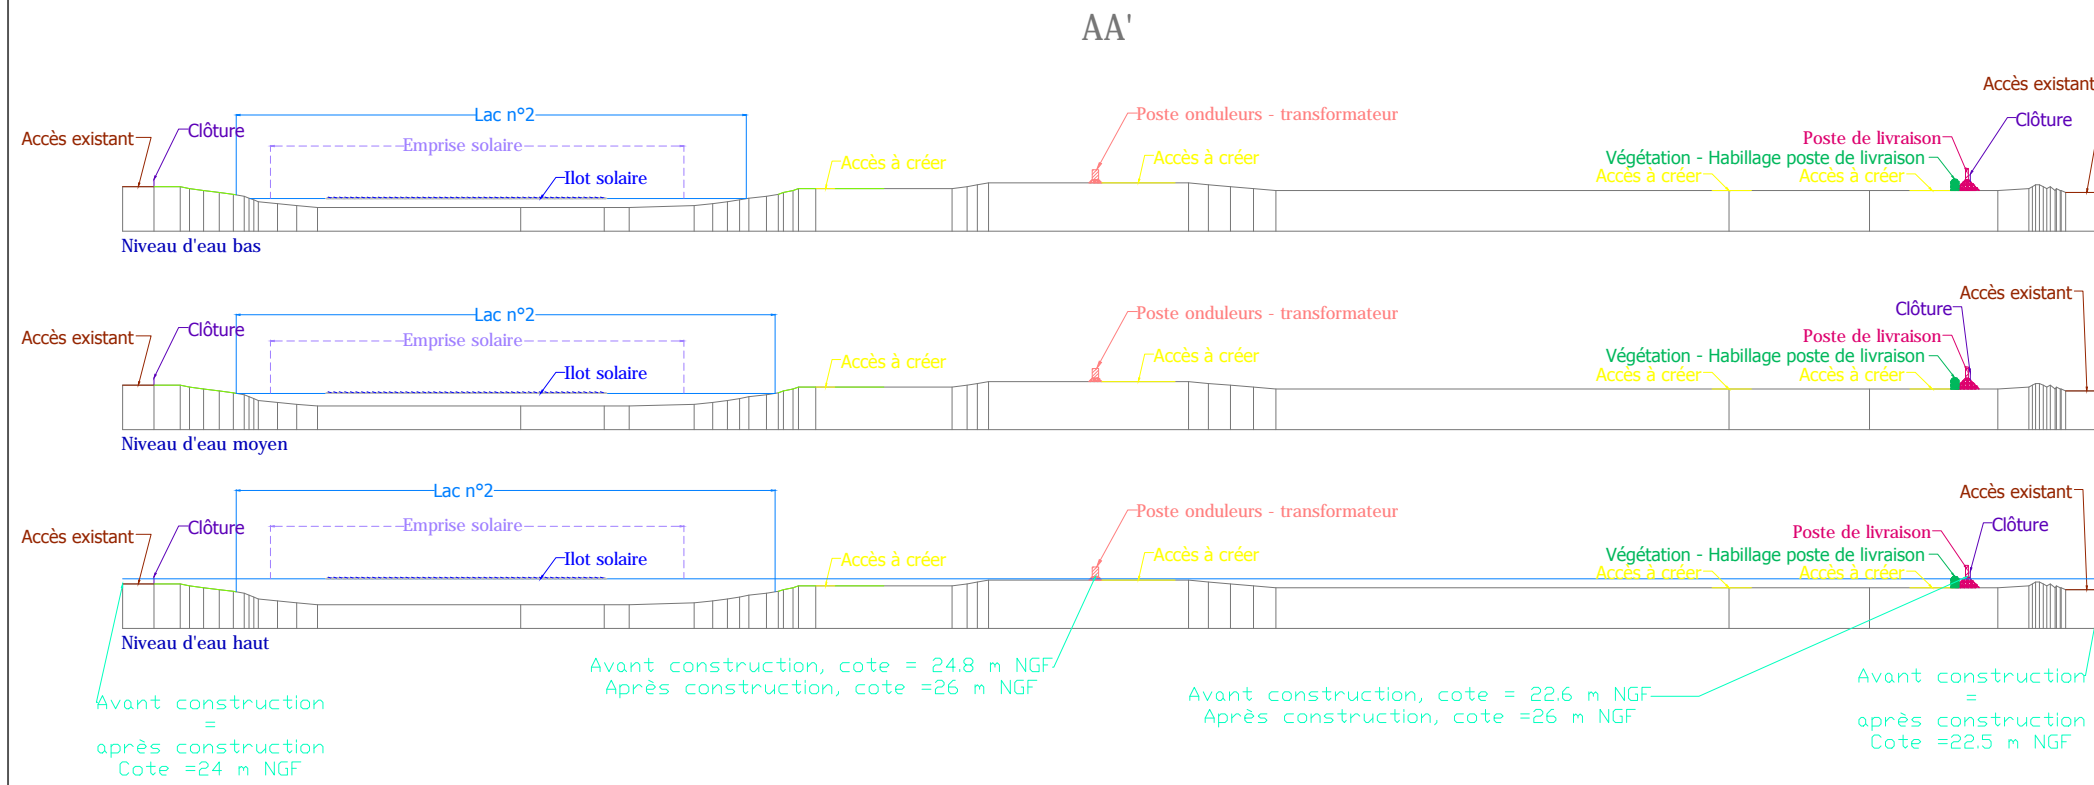 AA'
Accès existant
Lac n°2
Poste onduleurs - transformateur
Clôture
Clôture
Accès existant
Poste de livraison
Emprise solaire
Végétation - Habillage poste de livraison
Accès à créer
Accès à créer
Ilot solaire
Accès à créer
Accès à créer
Niveau d'eau bas
Accès existant
Lac n°2
Poste onduleurs - transformateur
Clôture
Clôture
Accès existant
Poste de livraison
Emprise solaire
Végétation - Habillage poste de livraison
Accès à créer
Accès à créer
Ilot solaire
Accès à créer
Accès à créer
Niveau d'eau moyen
Lac n°2
Accès existant
Poste onduleurs - transformateur
Clôture
Emprise solaire
Clôture
Poste de livraison
Accès existant
Végétation - Habillage poste de livraison
Accès à créer
Accès à créer
Ilot solaire
Accès à créer
Accès à créer
Niveau d'eau haut
Avant construction, cote = 24.8 m NGF
Après construction, cote =26 m NGF
Avant construction, cote = 22.6 m NGF
Après construction, cote =26 m NGF
Avant construction
=
après construction
Cote =22.5 m NGF
Avant construction
=
après construction
Cote =24 m NGF